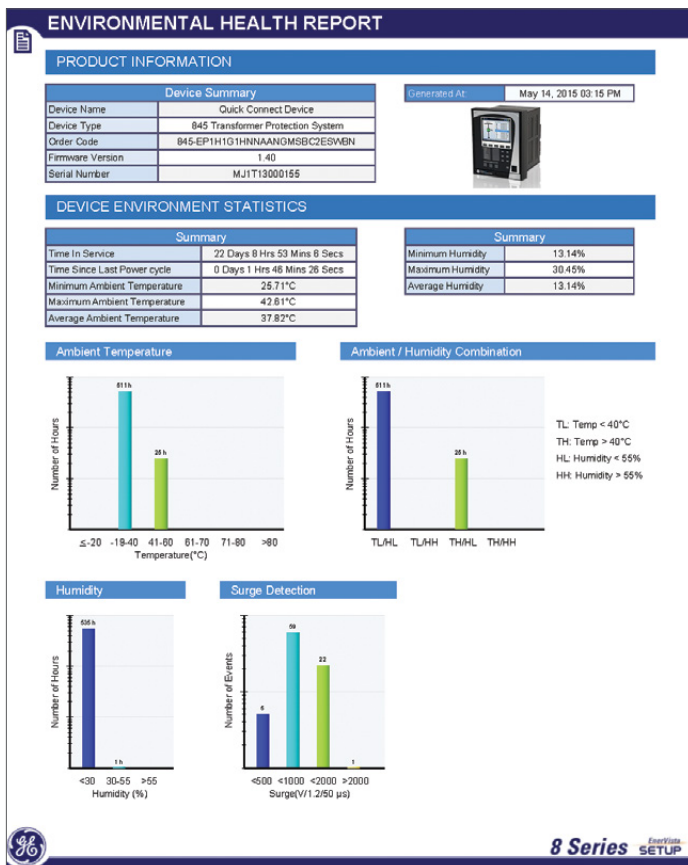 ENVIRONMENTAL HEALTH REPORT
PRODUCT INFORMATION
Device Summary
Device Name Quick Connect Device
Device Type 845 Transformer Protection System
Order Code 845-EP1H1G1HNNAANGMSBC2ESWBN
Firmware Version 1.40
Serial Number MJ1T13000155
Generated At: May 14, 2015 03:15 PM
DEVICE ENVIRONMENT STATISTICS
Summary
Time In Service 22 Days 8 Hrs 53 Mins 6 Secs
Time Since Last Power cycle 0 Days 1 Hrs 46 Mins 26 Secs
Minimum Ambient Temperature 25.71°C
Maximum Ambient Temperature 42.61°C
Average Ambient Temperature 37.82°C
Summary
Minimum Humidity 13.14%
Maximum Humidity 30.45%
Average Humidity 13.14%
Ambient Temperature
Number of Hours
511 h
25 h
≤-20 -19-40 41-60 61-70 71-80 >80
Temperature(°C)
Ambient / Humidity Combination
Number of Hours
511 h
25 h
TL/HL TL/HH TH/HL TH/HH
TL: Temp < 40°C
TH: Temp > 40°C
HL: Humidity < 55%
HH: Humidity > 55%
Humidity
Number of Hours
535 h
1 h
<30 30-55 >55
Humidity (%)
Surge Detection
Number of Events
6
59
22
1
<500 <1000 <2000 >2000
Surge(V/1.2/50 µs)
GE
8 Series EnerVista
SETUP